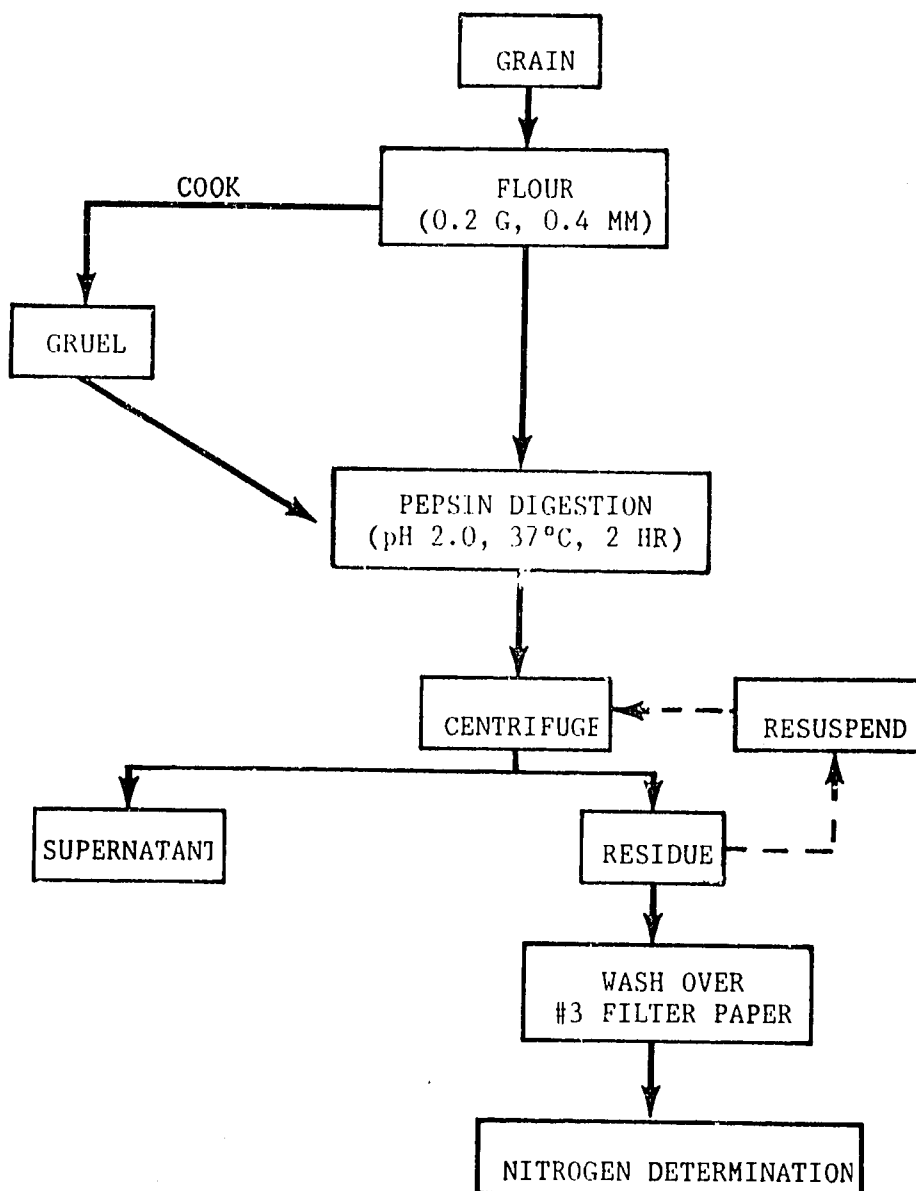 GRAIN
COOK
FLOUR
(0.2 G, 0.4 MM)
GRUEL
PEPSIN DIGESTION
(pH 2.0, 37°C, 2 HR)
CENTRIFUGE
RESUSPEND
SUPERNATANT
RESIDUE
WASH OVER
#3 FILTER PAPER
NITROGEN DETERMINATION